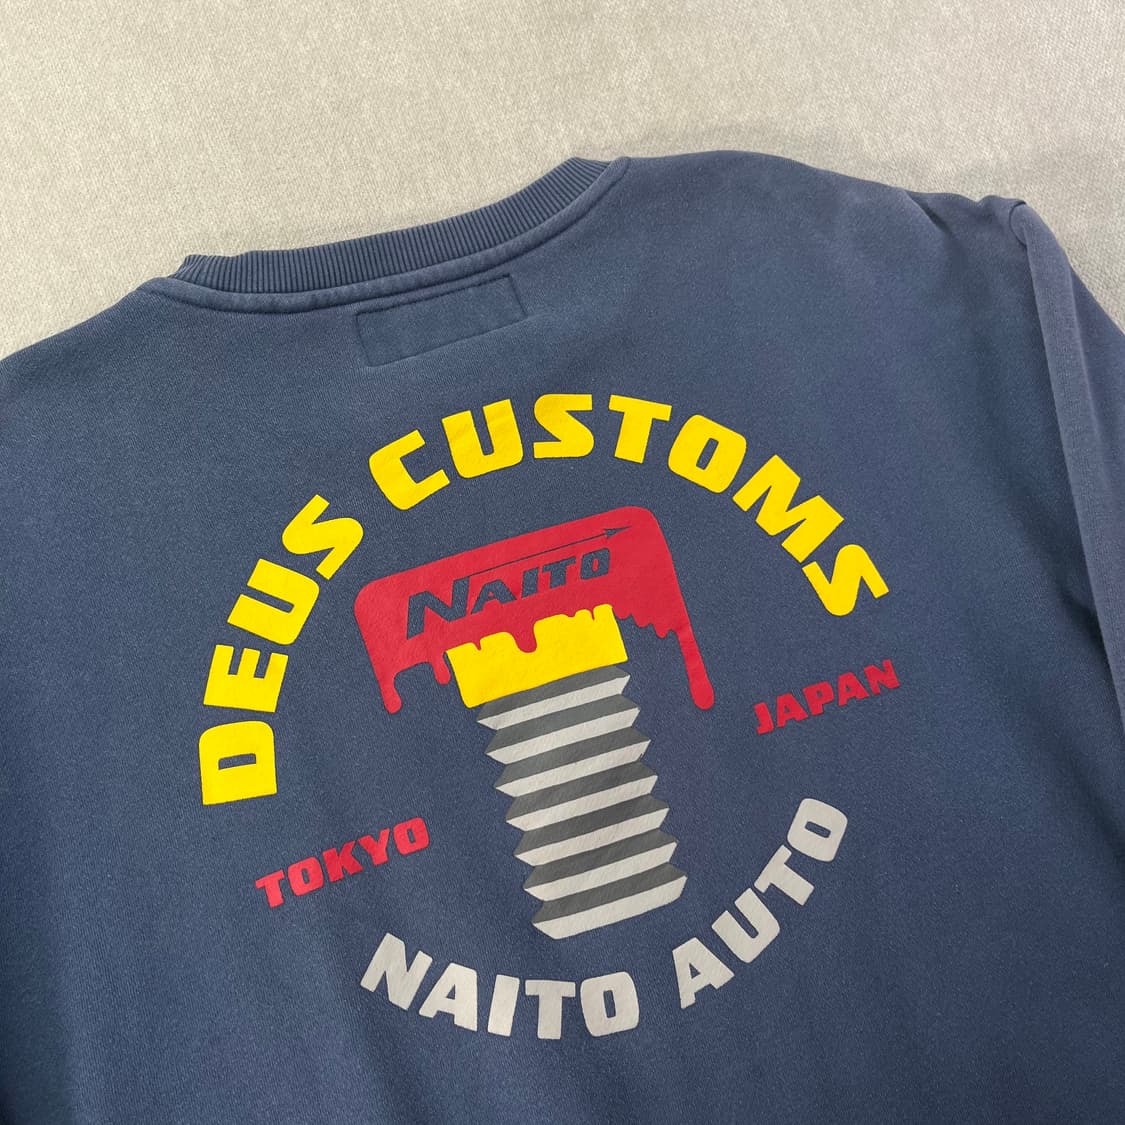 DEUS CUSTOMS
NAITO
JAPAN
TOKYO
NAITO AUTO